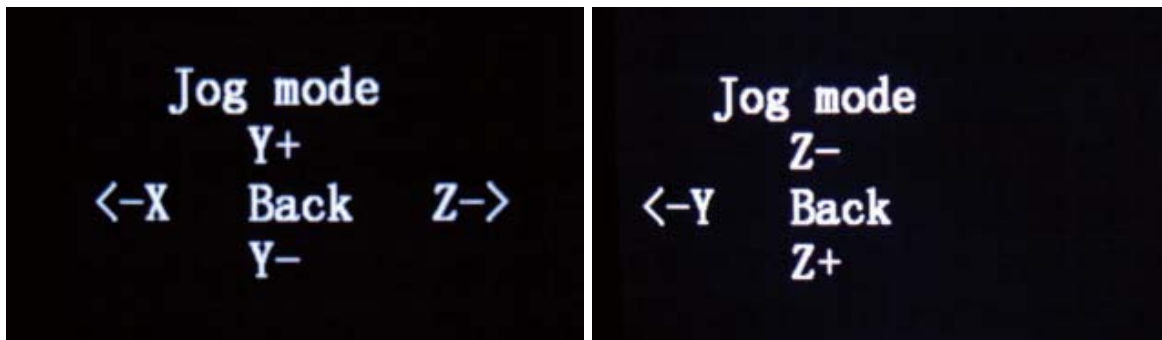 Jog mode
Y+
<-X Back Z->
Y-
Jog mode
Z-
<-Y Back
Z+